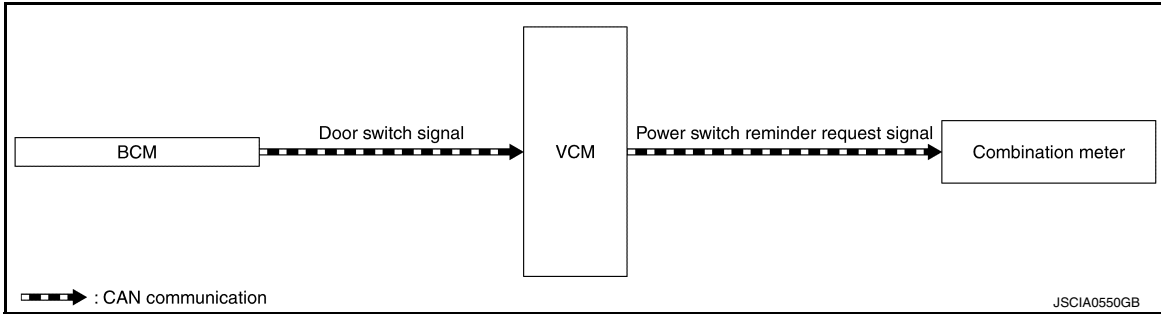 Door switch signal
Power switch reminder request signal
BCM
VCM
Combination meter
: CAN communication
JSCIA0550GB